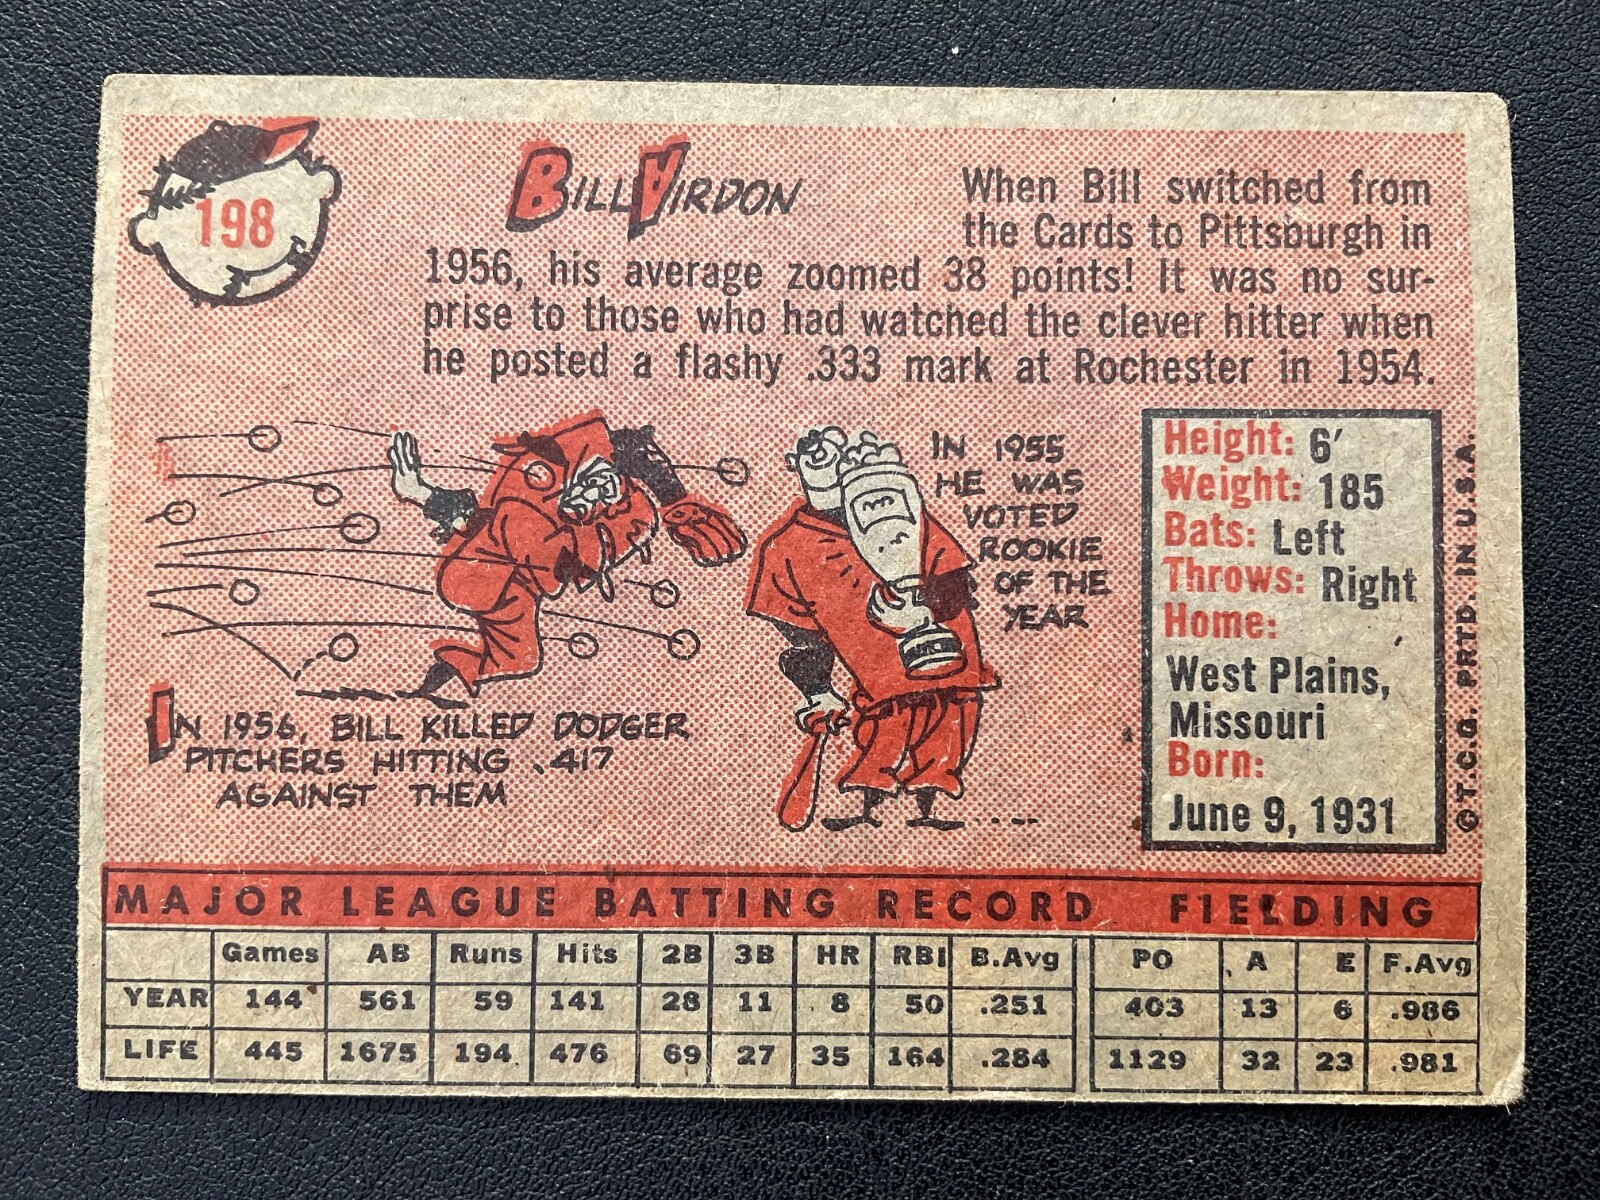 198
BILL VIRDON
When Bill switched from
the Cards to Pittsburgh in
1956, his average zoomed 38 points! It was no sur-
prise to those who had watched the clever hitter when
he posted a flashy .333 mark at Rochester in 1954.
IN 1956, BILL KILLED DODGER
PITCHERS HITTING .417
AGAINST THEM
IN 1955
HE WAS
VOTED
ROOKIE
OF THE
YEAR
Height: 6′
Weight: 185
Bats: Left
Throws: Right
Home:
West Plains,
Missouri
Born:
June 9, 1931
© T.C.G. PRTD. IN U.S.A.
MAJOR LEAGUE BATTING RECORD FIELDING
Games AB Runs Hits 2B 3B HR RBI B.Avg PO A E F.Avg
YEAR 144 561 59 141 28 11 8 50 .251 403 13 6 .986
LIFE 445 1675 194 476 69 27 35 164 .284 1129 32 23 .981